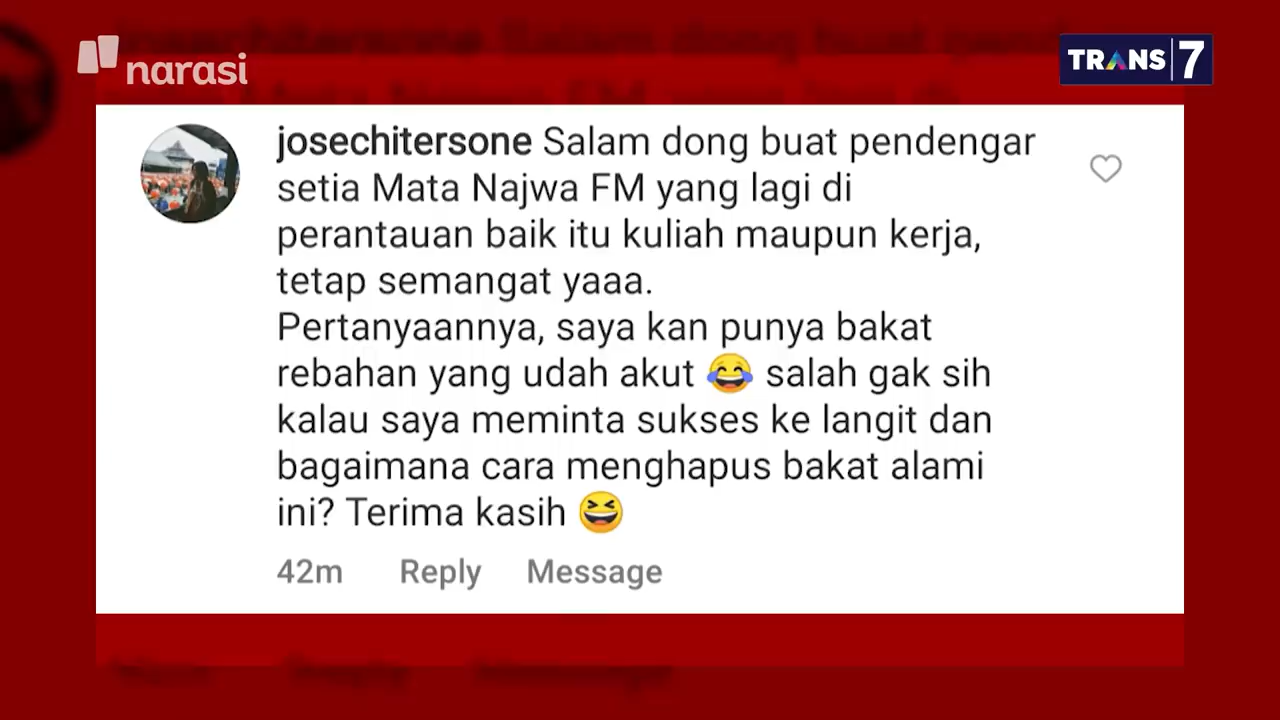 narasi
TRANS 7
josechitersone Salam dong buat pendengar
setia Mata Najwa FM yang lagi di
perantauan baik itu kuliah maupun kerja,
tetap semangat yaaa.
Pertanyaannya, saya kan punya bakat
rebahan yang udah akut 😂 salah gak sih
kalau saya meminta sukses ke langit dan
bagaimana cara menghapus bakat alami
ini? Terima kasih 😆
42m Reply Message